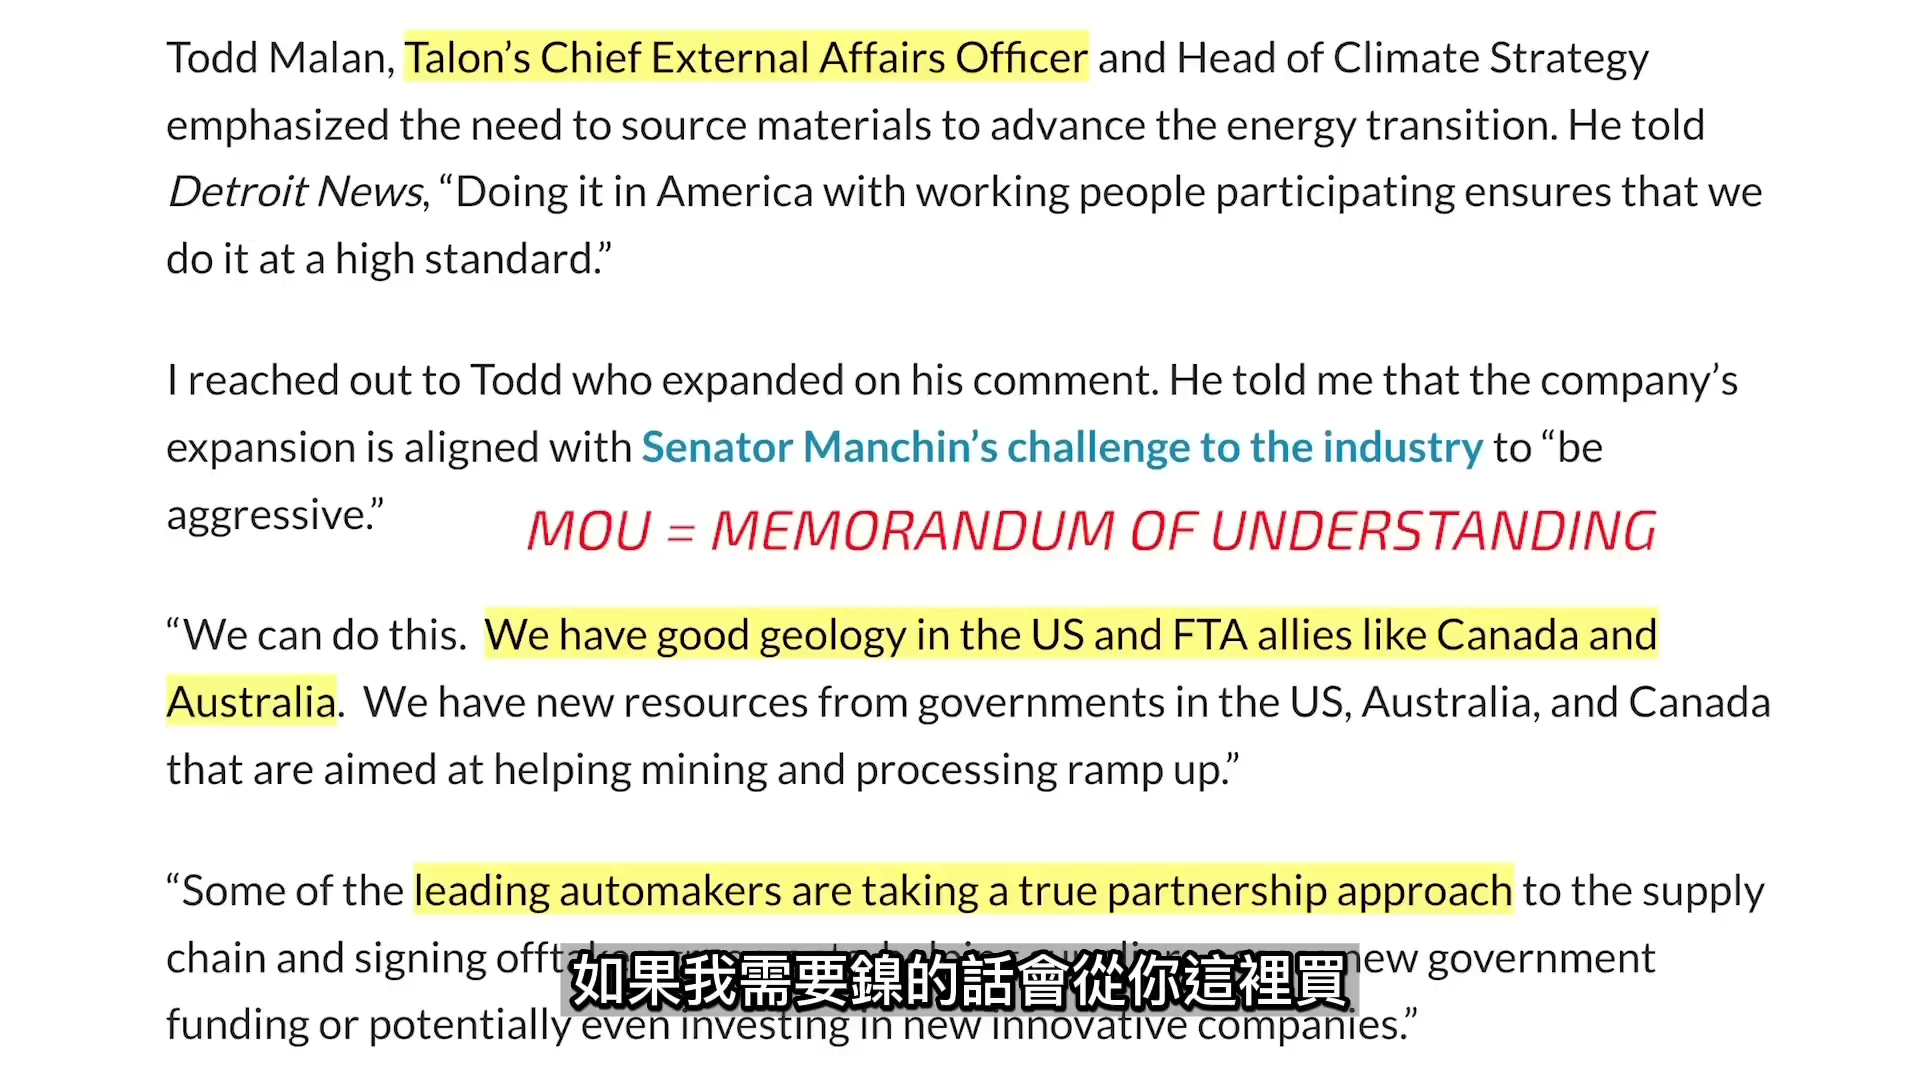 Todd Malan, Talon’s Chief External Affairs Officer and Head of Climate Strategy
emphasized the need to source materials to advance the energy transition. He told
Detroit News, “Doing it in America with working people participating ensures that we
do it at a high standard.”
I reached out to Todd who expanded on his comment. He told me that the company’s
expansion is aligned with Senator Manchin’s challenge to the industry to “be
aggressive.”
MOU = MEMORANDUM OF UNDERSTANDING
“We can do this. We have good geology in the US and FTA allies like Canada and
Australia. We have new resources from governments in the US, Australia, and Canada
that are aimed at helping mining and processing ramp up.”
“Some of the leading automakers are taking a true partnership approach to the supply
chain and signing new government
funding or potentially even investing in new innovative companies.”
如果我需要鎳的話會從你這裡買